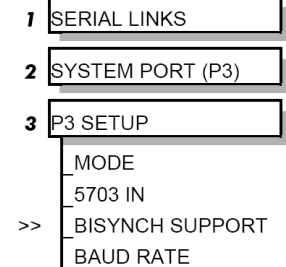 1 SERIAL LINKS
2 SYSTEM PORT (P3)
3 P3 SETUP
MODE
5703 IN
>> BISYNCH SUPPORT
BAUD RATE